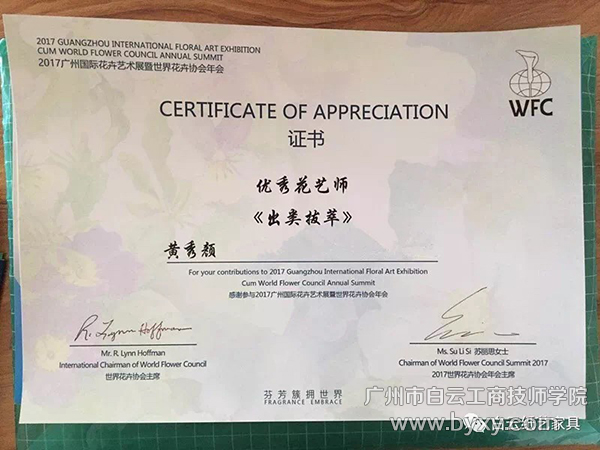 2017 GUANGZHOU INTERNATIONAL FLORAL ART EXHIBITION
CUM WORLD FLOWER COUNCIL ANNUAL SUMMIT
2017广州国际花卉艺术展暨世界花卉协会年会
WFC
CERTIFICATE OF APPRECIATION
证书
优秀花艺师
《出类拔萃》
黄秀颜
For your contributions to 2017 Guangzhou International Floral Art Exhibition
Cum World Flower Council Annual Summit
感谢参与2017广州国际花卉艺术展暨世界花卉协会年会
R. Lynn Hoffman
Mr. R. Lynn Hoffman
International Chairman of World Flower Council
世界花卉协会主席
Ms. Su Li Si 苏丽思女士
Chairman of World Flower Council Summit 2017
2017世界花卉协会年会主席
芬芳簇拥世界
FRAGRANCE EMBRACE
广州市白云工商技师学院